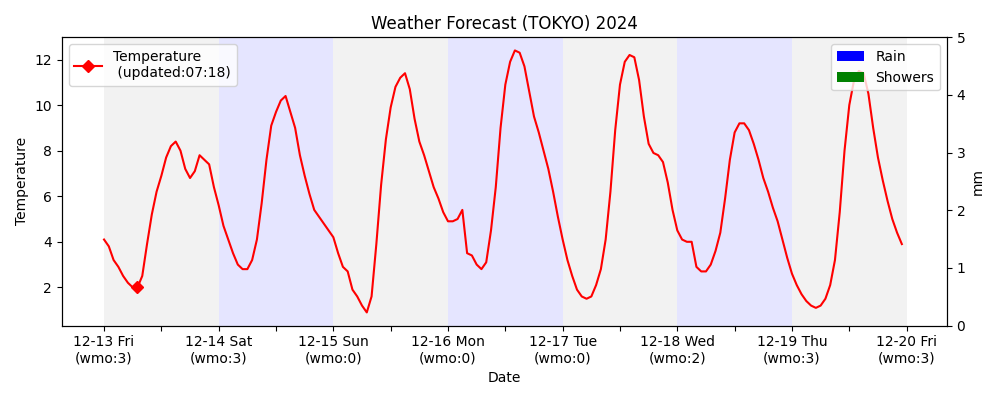 Weather Forecast (TOKYO) 2024
Temperature
(updated:07:18)
Rain
Showers
12
10
8
6
4
2
Temperature
5
4
3
2
1
0
mm
12-13 Fri
(wmo:3)
12-14 Sat
(wmo:3)
12-15 Sun
(wmo:0)
12-16 Mon
(wmo:0)
12-17 Tue
(wmo:0)
12-18 Wed
(wmo:2)
12-19 Thu
(wmo:3)
12-20 Fri
(wmo:3)
Date